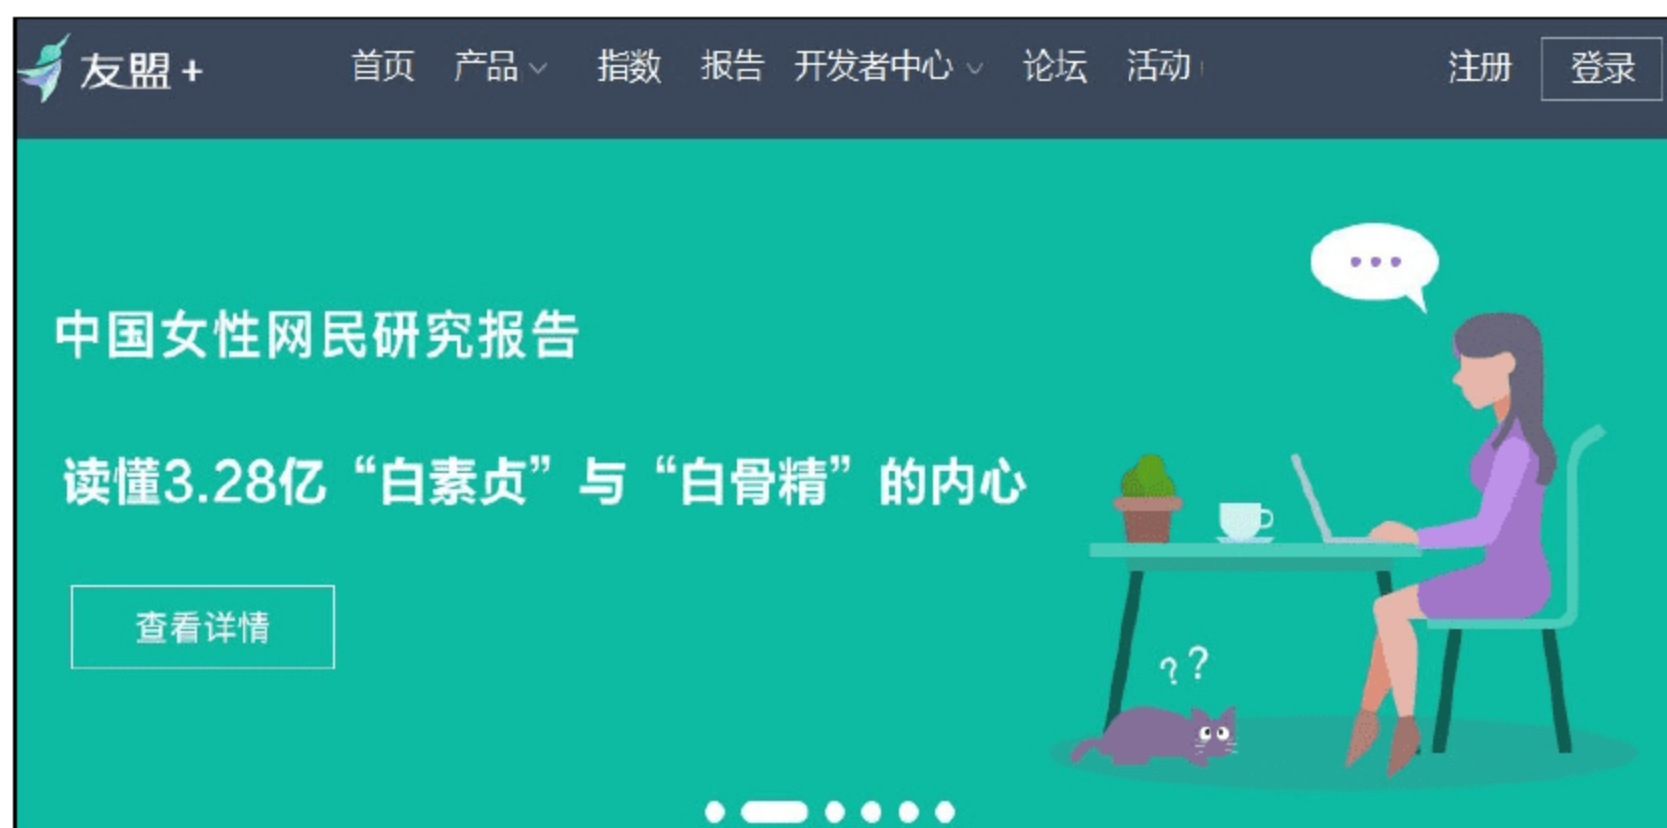 友盟+ 首页 产品 指数 报告 开发者中心 论坛 活动 注册 登录
中国女性网民研究报告
读懂3.28亿“白素贞”与“白骨精”的内心
查看详情
??